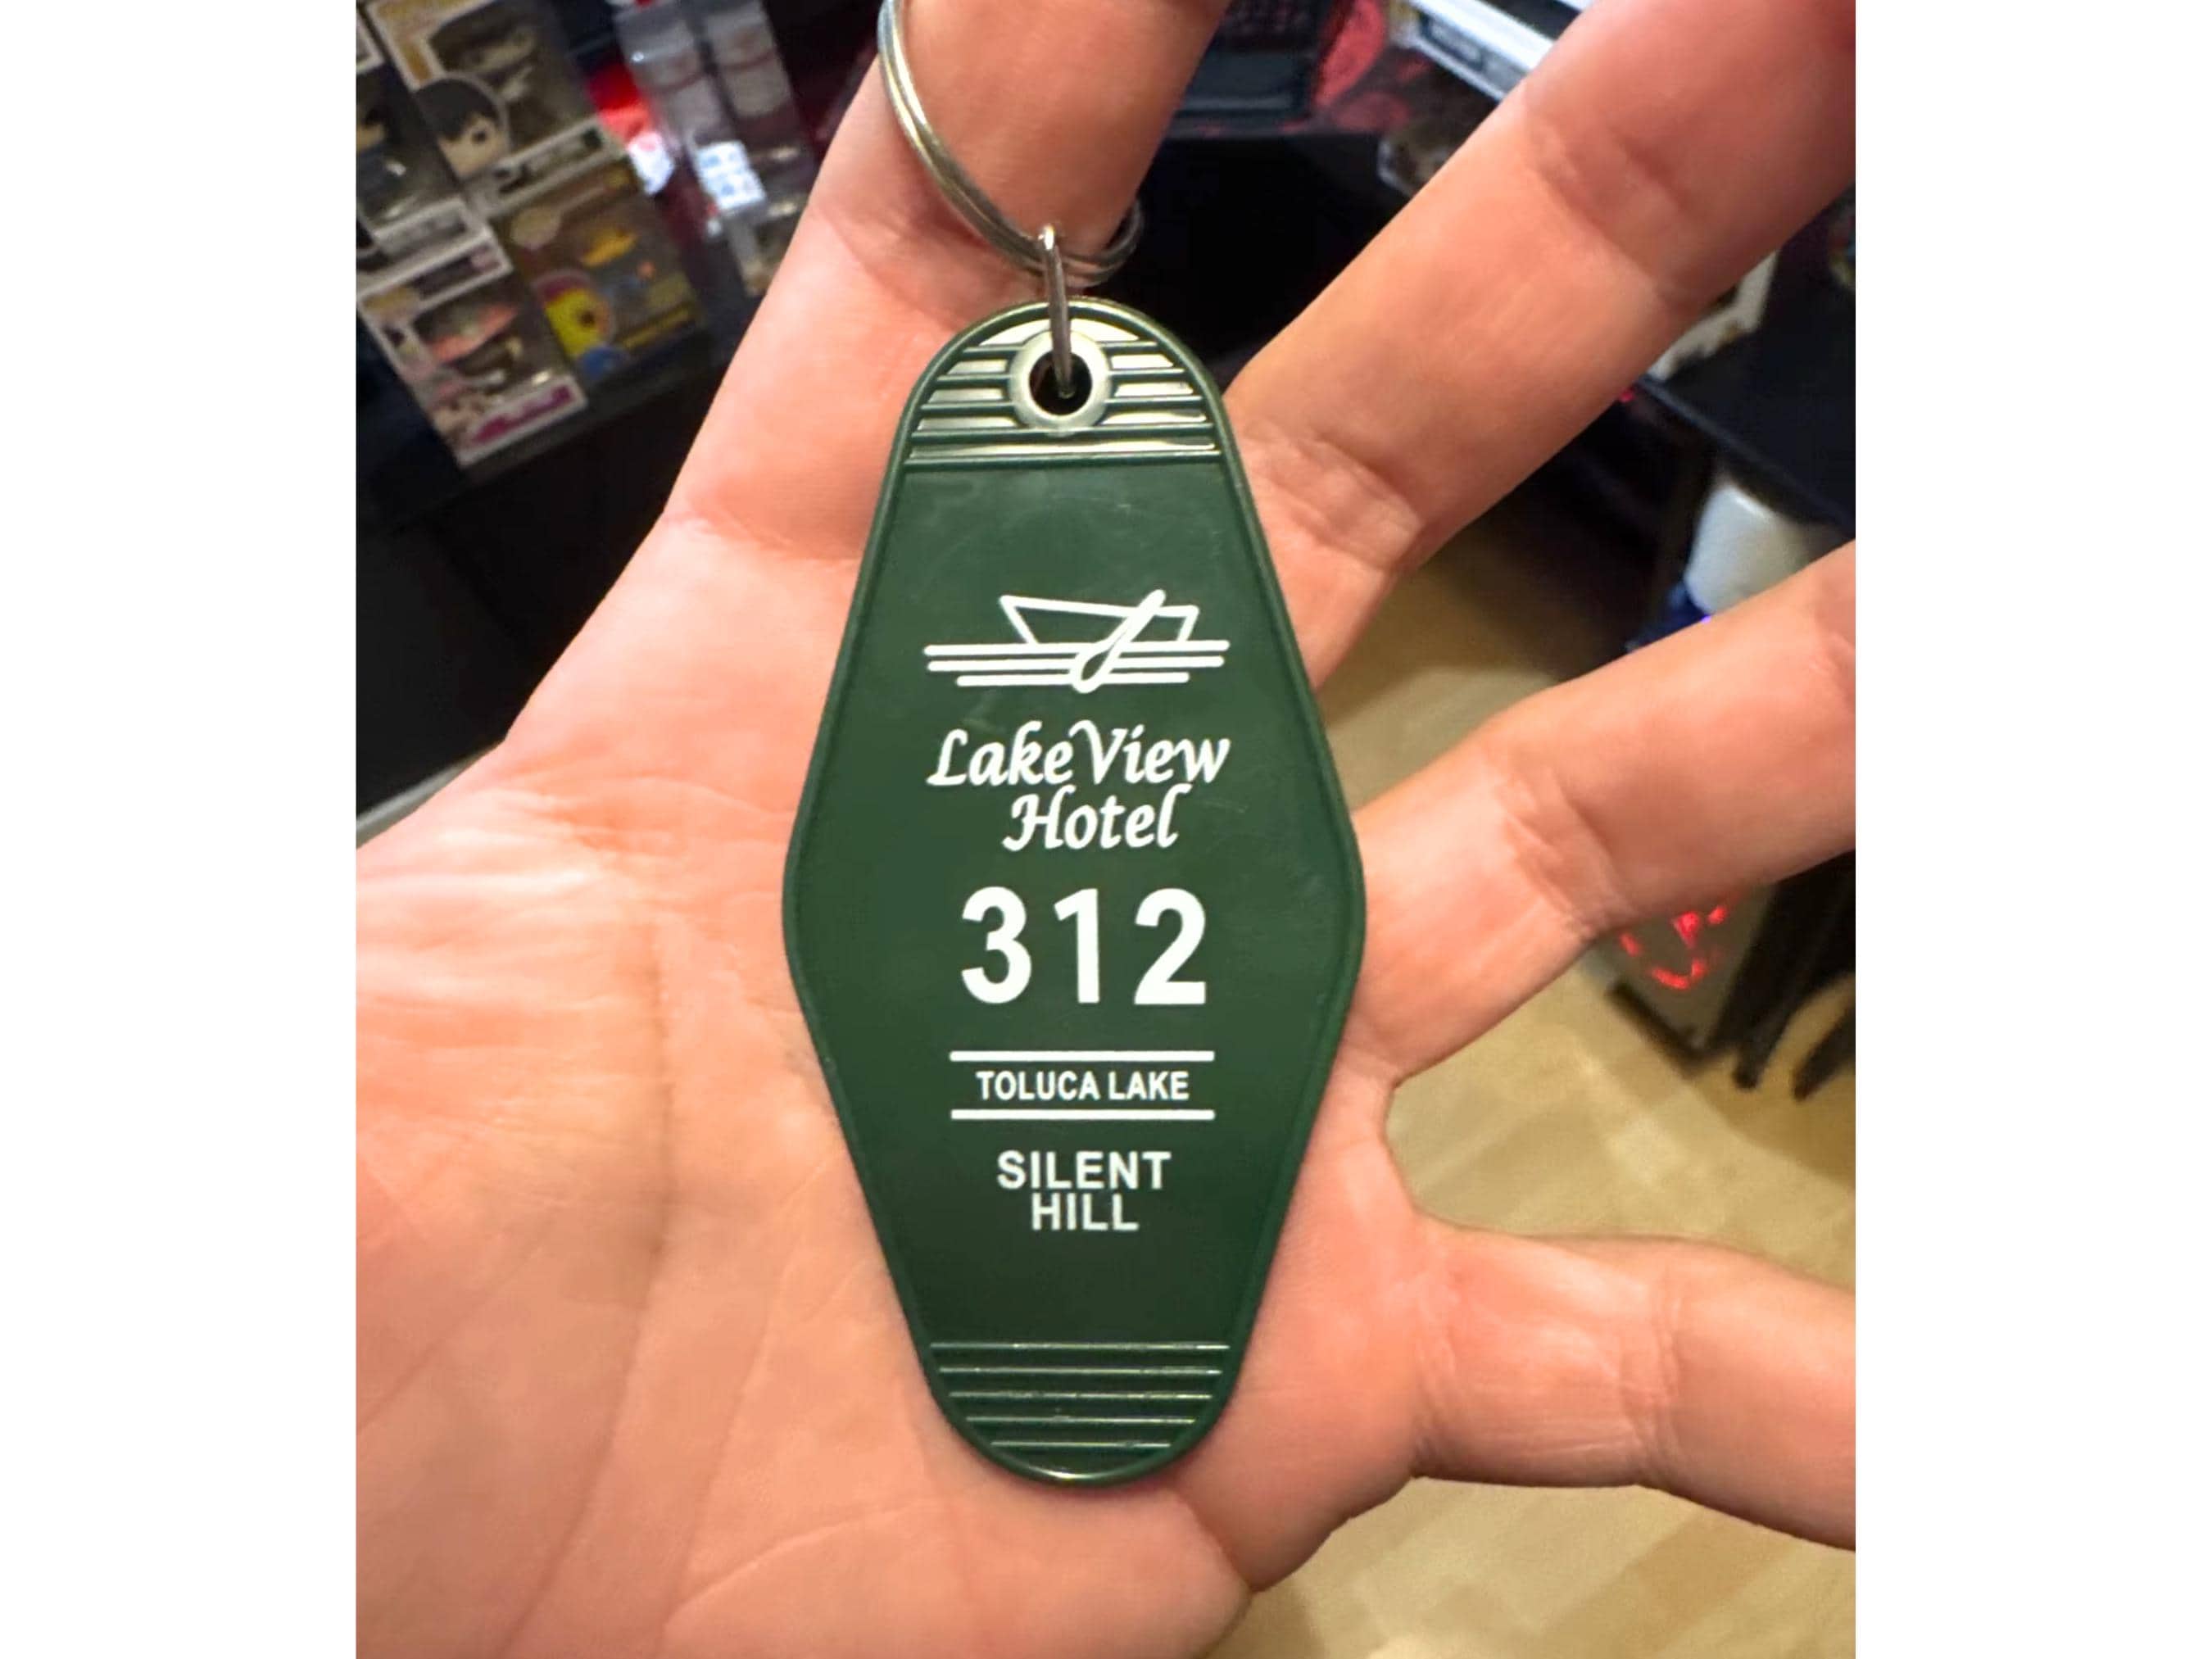 Lake View
Hotel
312
TOLUCA LAKE
SILENT
HILL